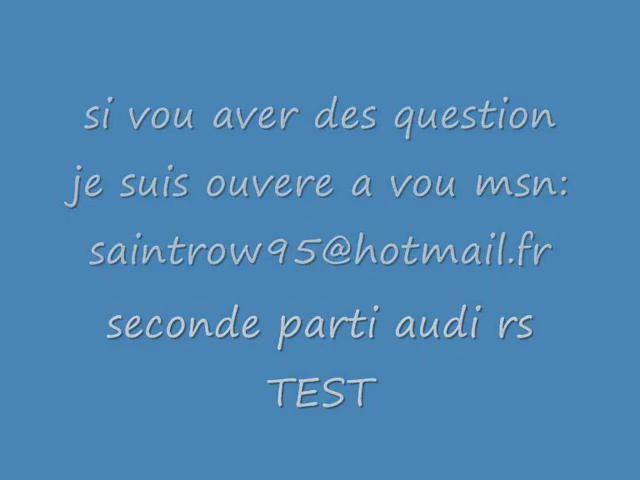 si vou aver des question
je suis ouvere a vou msn:
saintrow95@hotmail.fr
seconde parti audi rs
TEST